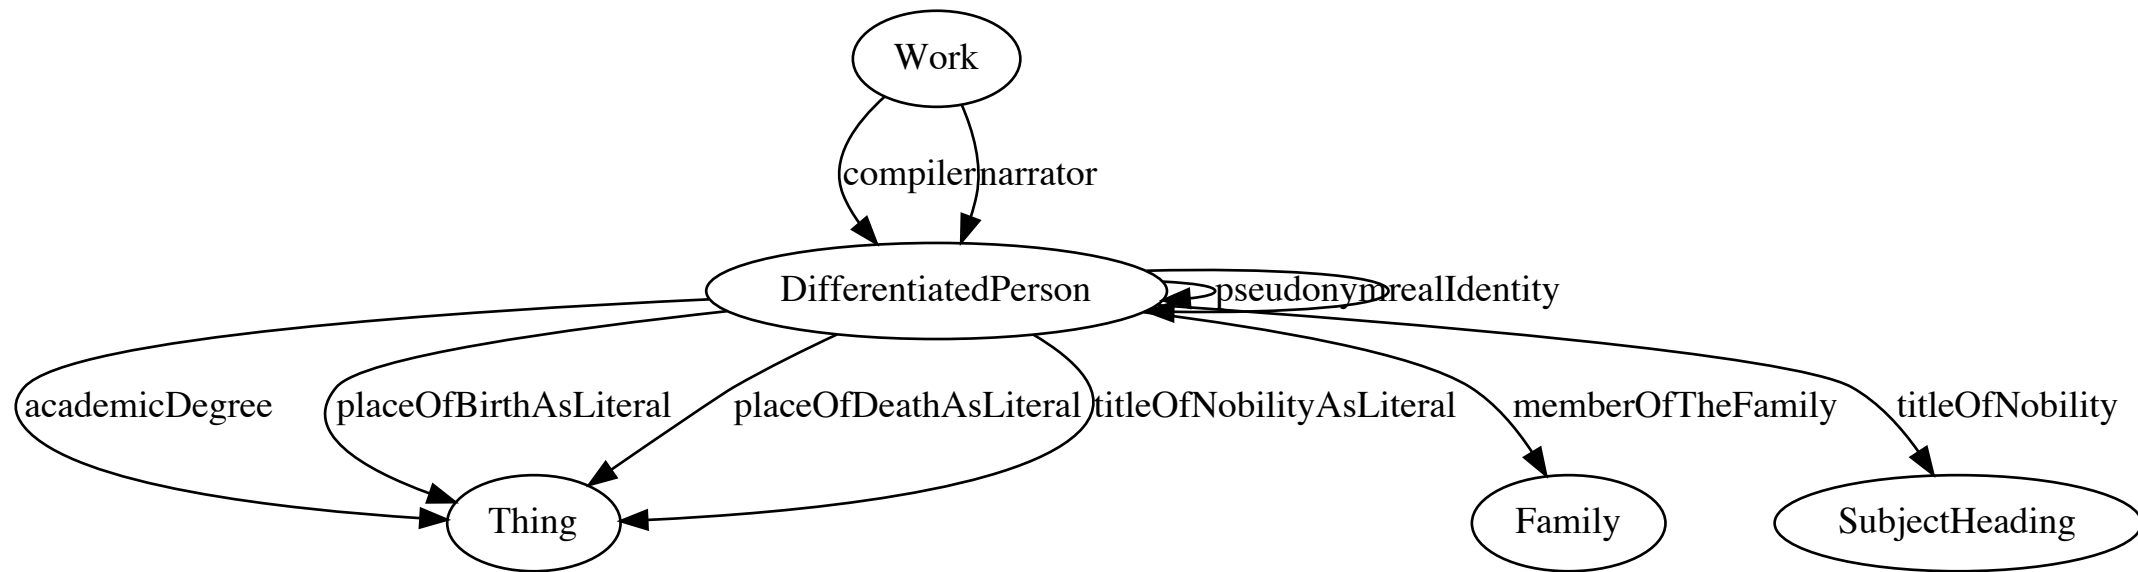 Work
compiler narrator
DifferentiatedPerson pseudonym realIdentity
academicDegree placeOfBirthAsLiteral placeOfDeathAsLiteral titleOfNobilityAsLiteral memberOfTheFamily titleOfNobility
Thing Family SubjectHeading